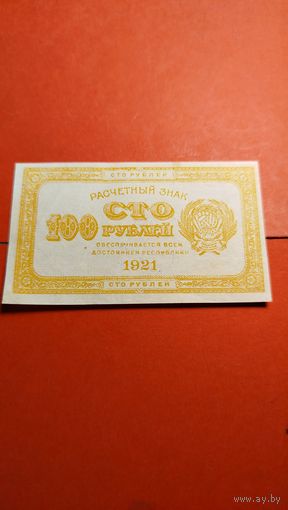 СТО РУБЛЕЙ
РАСЧЕТНЫЙ ЗНАК
100 СТО
РУБЛЕЙ
ОБЕСПЕЧИВАЕТСЯ ВСЕМ
ДОСТОЯНИЕМ РЕСПУБЛИКИ
1921
СТО РУБЛЕЙ
www.ay.by